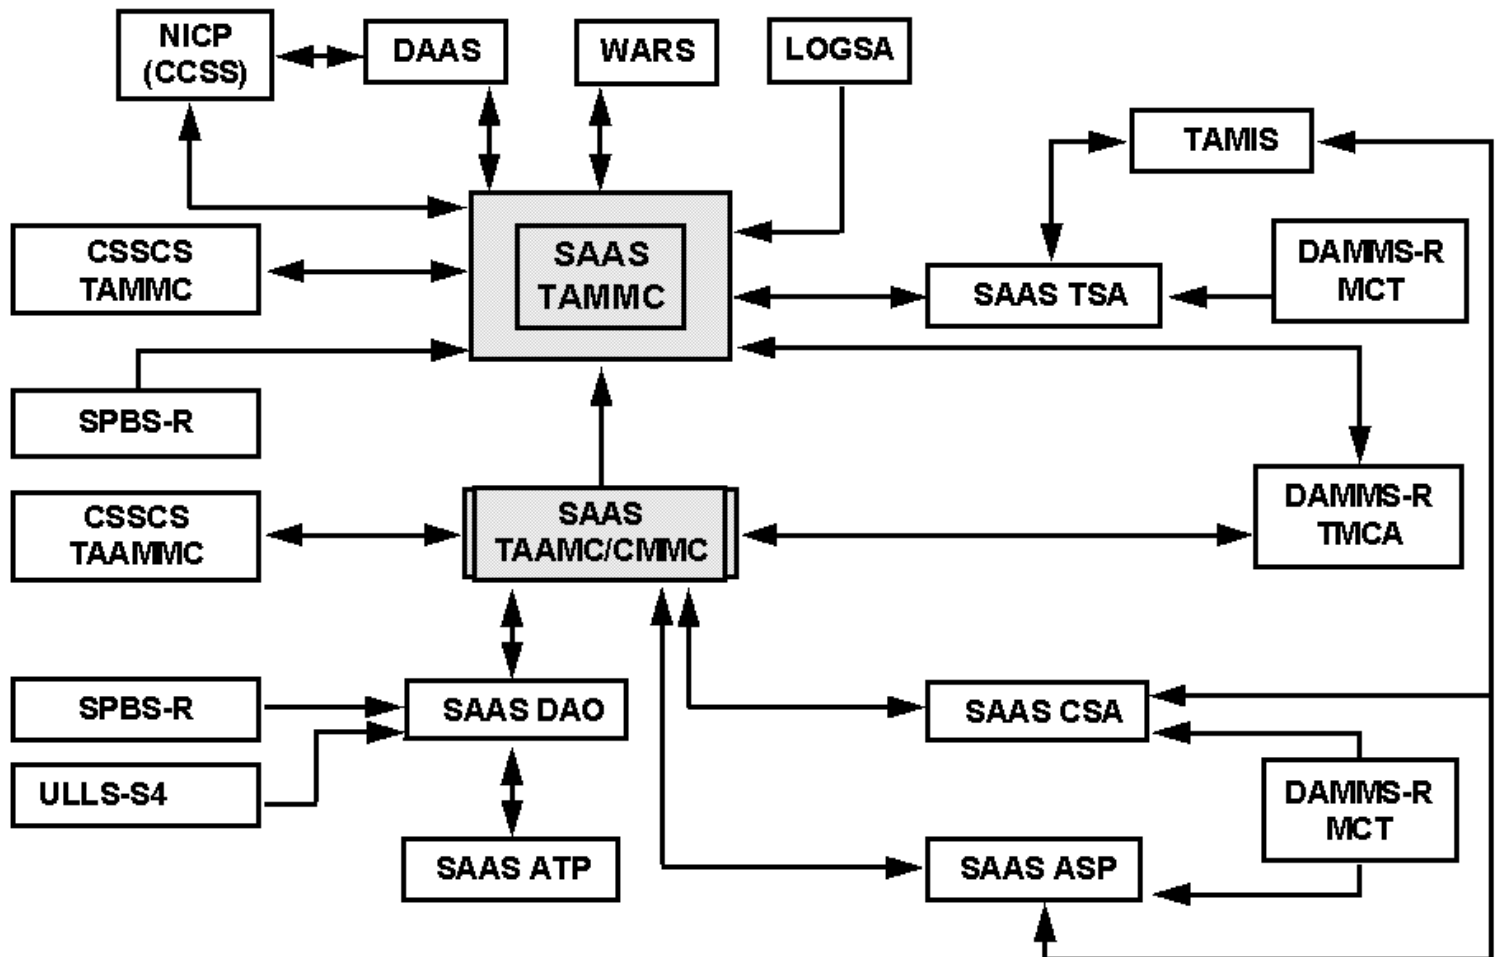 NICP
(CCSS)
DAAS
WARS
LOGSA
TAMIS
CSSCS
TAMMC
SAAS
TAMMC
SAAS TSA
DAMMS-R
MCT
SPBS-R
CSSCS
TAAMMC
SAAS
TAAMC/CMMC
DAMMS-R
TMCA
SPBS-R
SAAS DAO
SAAS CSA
ULLS-S4
DAMMS-R
MCT
SAAS ATP
SAAS ASP